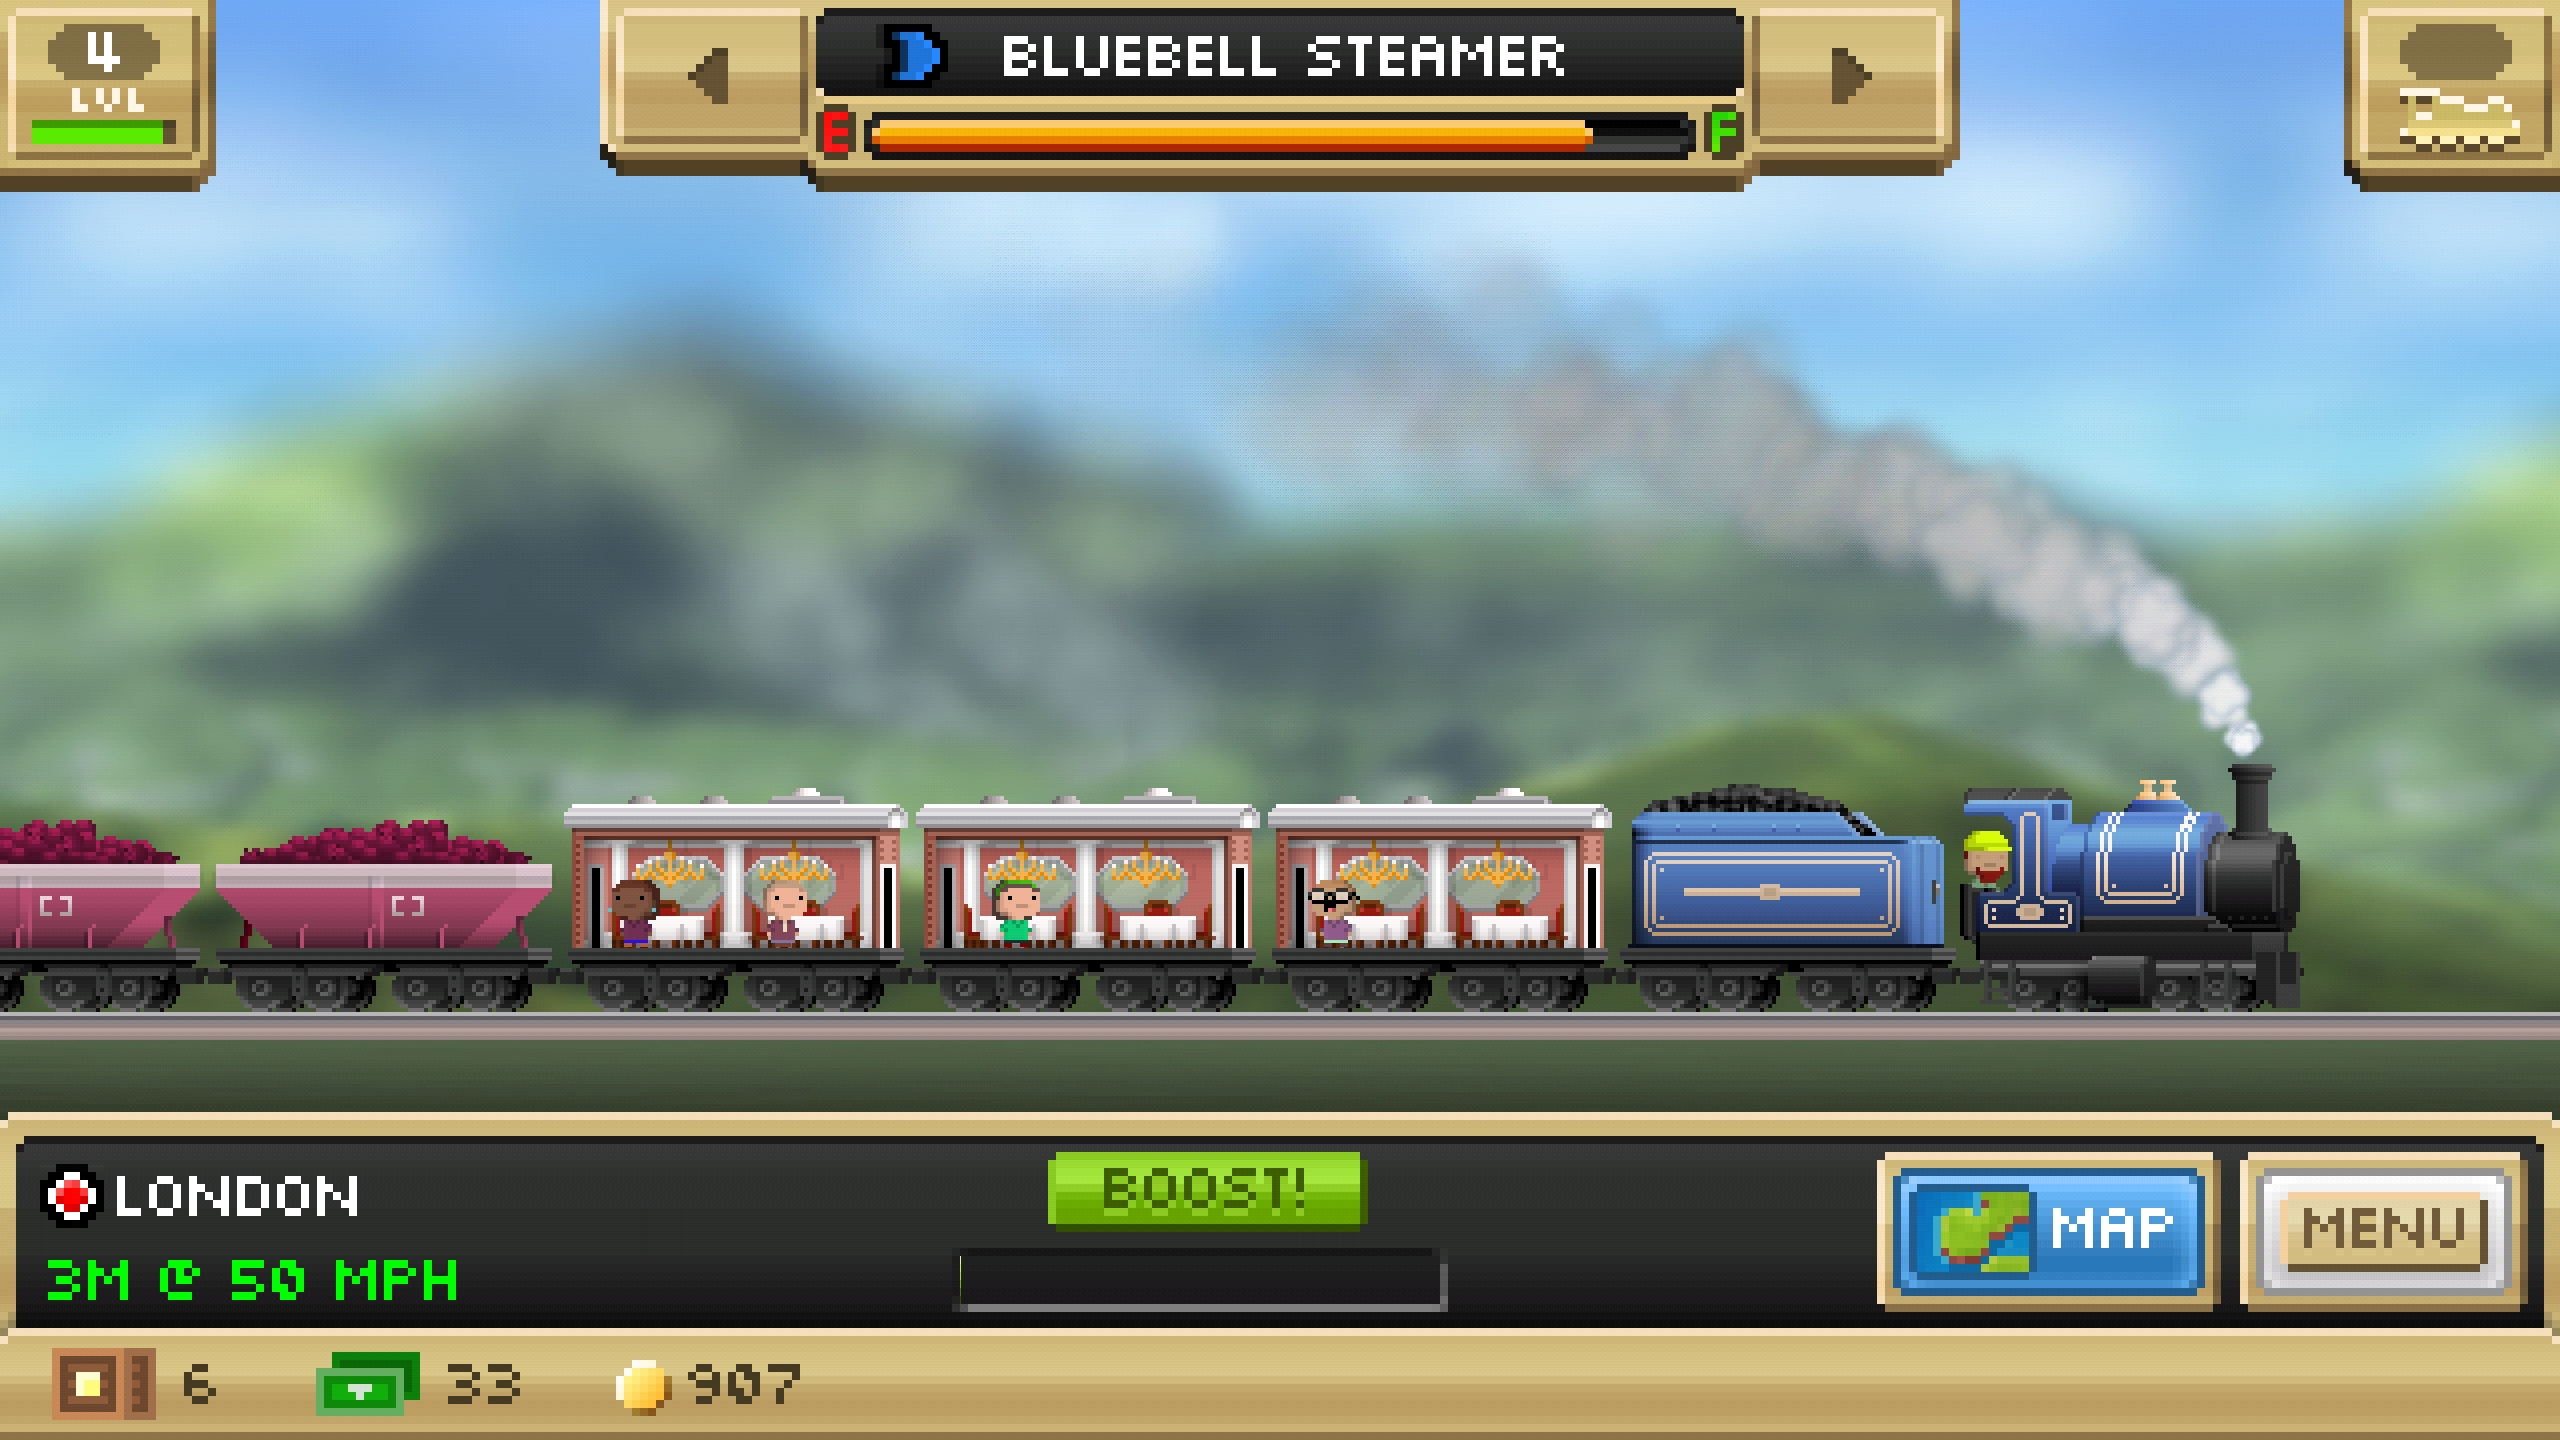 4
LVL
BLUEBELL STEAMER
E F
LONDON
3M @ 50 MPH
BOOST!
MAP
MENU
6
33
907